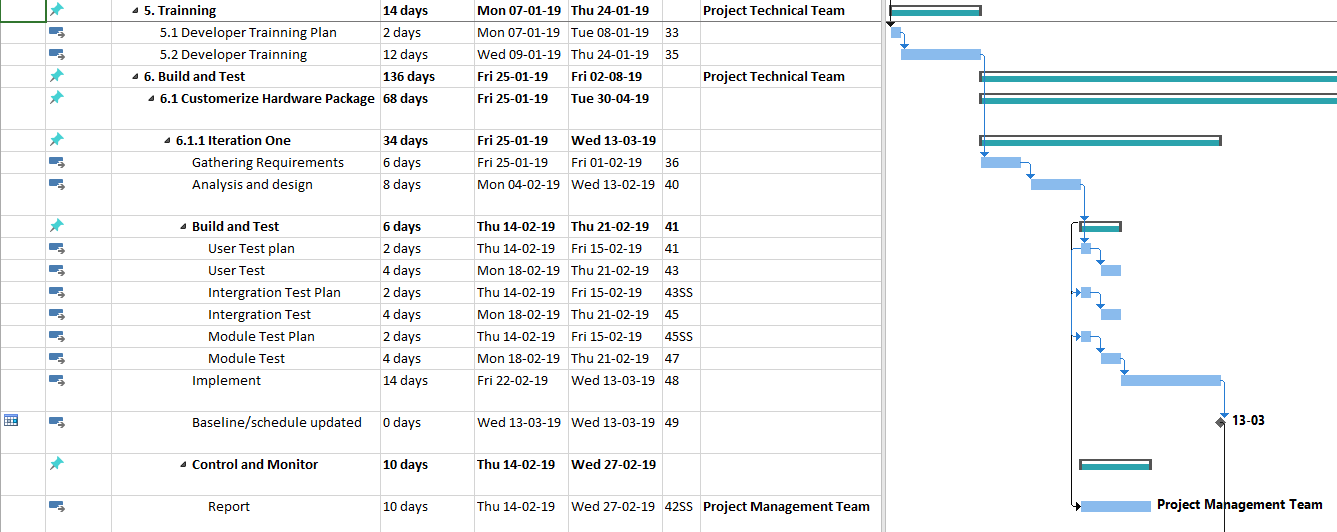 5. Trainning 14 days Mon 07-01-19 Thu 24-01-19 Project Technical Team
5.1 Developer Trainning Plan 2 days Mon 07-01-19 Tue 08-01-19 33
5.2 Developer Trainning 12 days Wed 09-01-19 Thu 24-01-19 35
6. Build and Test 136 days Fri 25-01-19 Fri 02-08-19 Project Technical Team
6.1 Customerize Hardware Package 68 days Fri 25-01-19 Tue 30-04-19
6.1.1 Iteration One 34 days Fri 25-01-19 Wed 13-03-19
Gathering Requirements 6 days Fri 25-01-19 Fri 01-02-19 36
Analysis and design 8 days Mon 04-02-19 Wed 13-02-19 40
Build and Test 6 days Thu 14-02-19 Thu 21-02-19 41
User Test plan 2 days Thu 14-02-19 Fri 15-02-19 41
User Test 4 days Mon 18-02-19 Thu 21-02-19 43
Intergration Test Plan 2 days Thu 14-02-19 Fri 15-02-19 43SS
Intergration Test 4 days Mon 18-02-19 Thu 21-02-19 45
Module Test Plan 2 days Thu 14-02-19 Fri 15-02-19 45SS
Module Test 4 days Mon 18-02-19 Thu 21-02-19 47
Implement 14 days Fri 22-02-19 Wed 13-03-19 48
Baseline/schedule updated 0 days Wed 13-03-19 Wed 13-03-19 49 13-03
Control and Monitor 10 days Thu 14-02-19 Wed 27-02-19
Report 10 days Thu 14-02-19 Wed 27-02-19 42SS Project Management Team Project Management Team